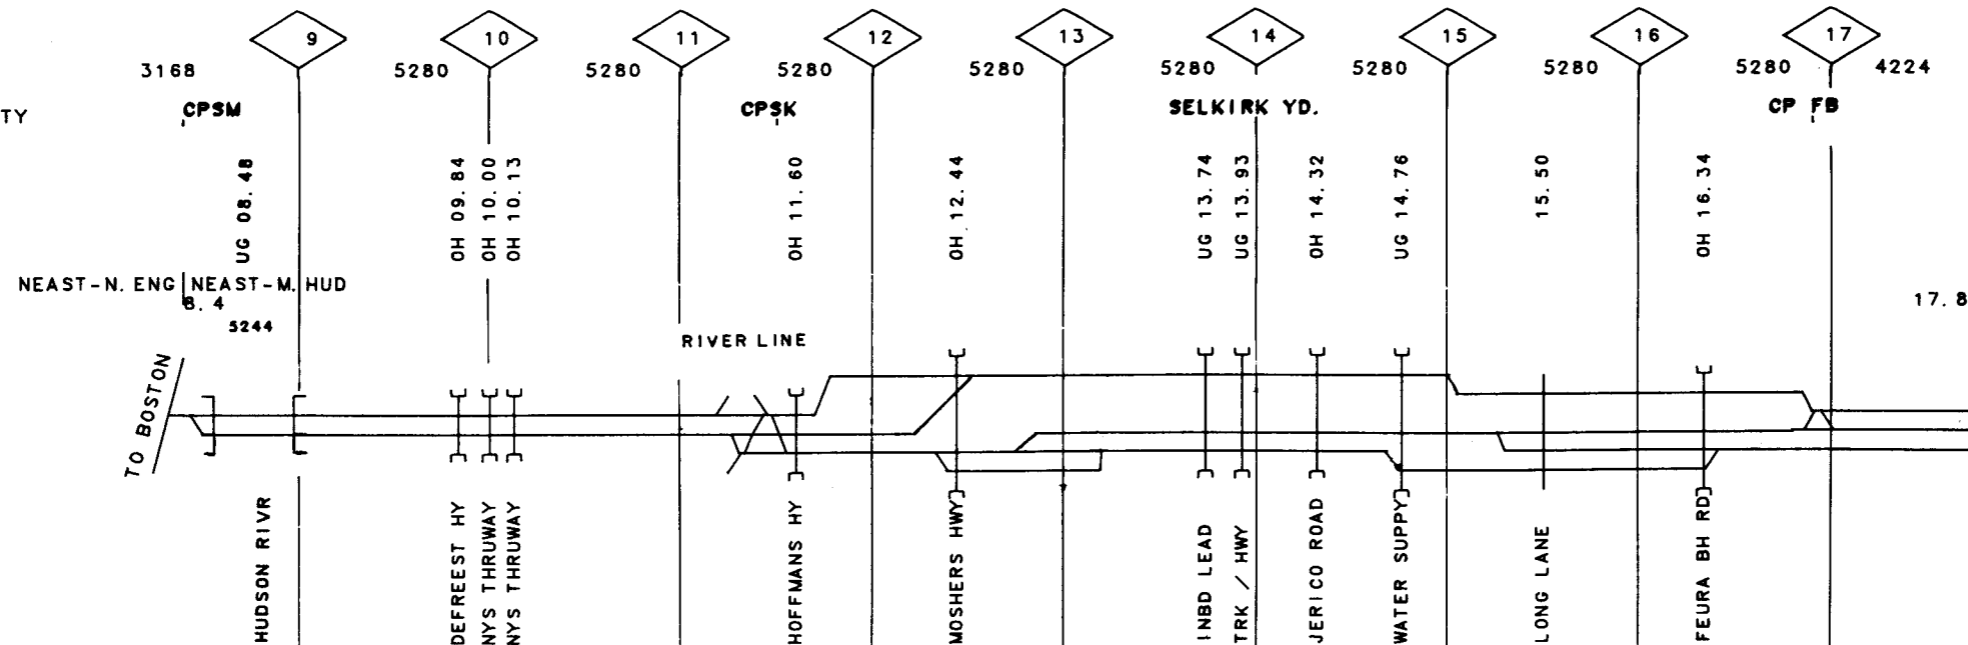 9 10 11 12 13 14 15 16 17
3168 5280 5280 5280 5280 5280 5280 5280 5280 4224
TY CPSM CPSK SELKIRK YD. CP FB
UG 08.48
OH 09.84
OH 10.00
OH 10.13
OH 11.60
OH 12.44
UG 13.74
UG 13.93
OH 14.32
UG 14.76
15.50
OH 16.34
NEAST-N. ENG NEAST-M. HUD
8.4
17.8
5244
RIVER LINE
TO BOSTON
HUDSON RIVR
DEFREEST HY
NYS THRUWAY
NYS THRUWAY
HOFFMANS HY
MOSHERS HWY
INBD LEAD
TRK / HWY
JERICO ROAD
WATER SUPPY
LONG LANE
FEURA BH RD